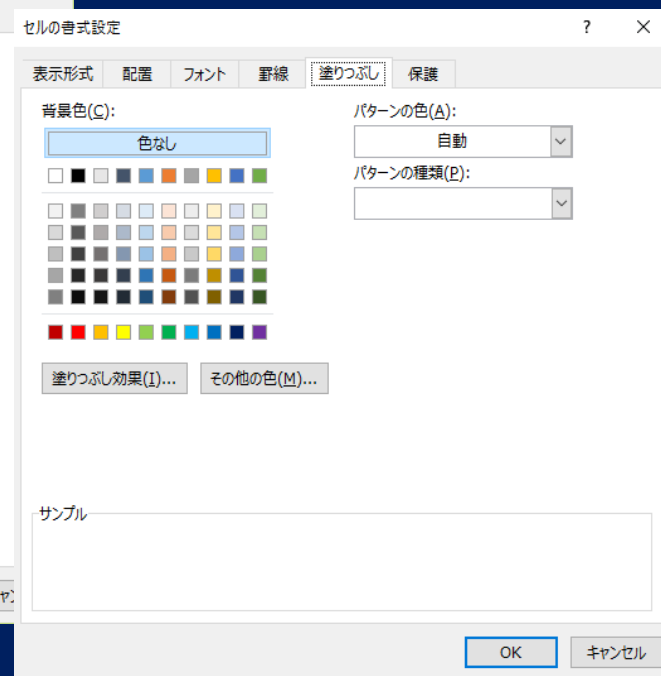 セルの書式設定
?
表示形式 配置 フォント 罫線 塗りつぶし 保護
背景色(C):
色なし
パターンの色(A):
自動
パターンの種類(P):
塗りつぶし効果(I)...
その他の色(M)...
サンプル
OK
キャンセル